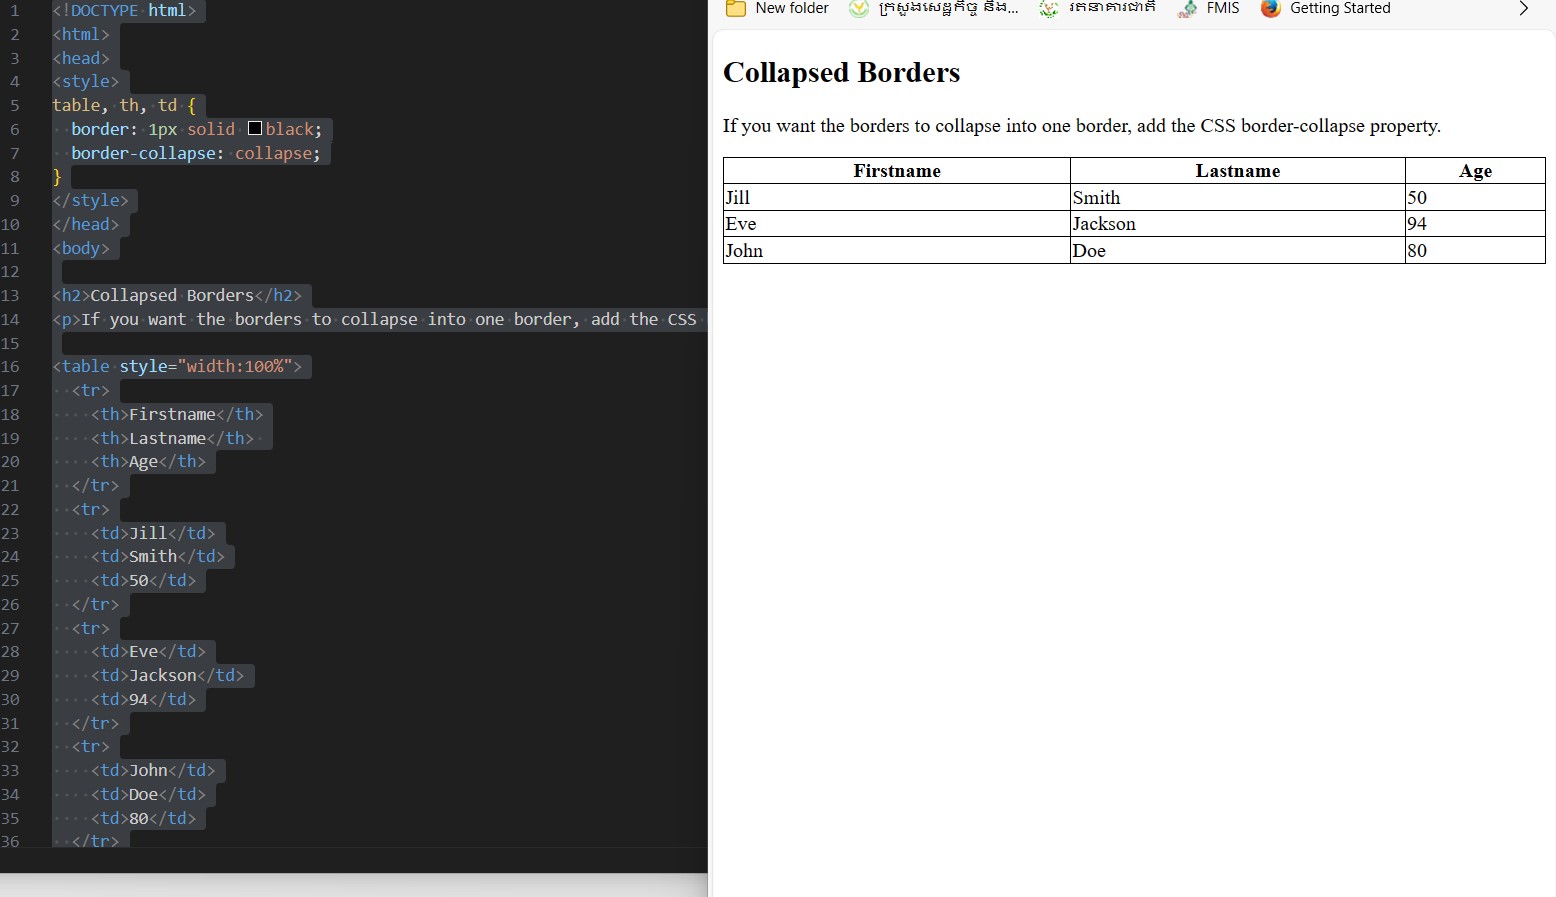 1 <!DOCTYPE html>
2 <html>
3 <head>
4 <style>
5 table, th, td {
6   border: 1px solid black;
7   border-collapse: collapse;
8 }
9 </style>
10 </head>
11 <body>
12
13 <h2>Collapsed Borders</h2>
14 <p>If you want the borders to collapse into one border, add the CSS
15
16 <table style="width:100%">
17   <tr>
18     <th>Firstname</th>
19     <th>Lastname</th>
20     <th>Age</th>
21   </tr>
22   <tr>
23     <td>Jill</td>
24     <td>Smith</td>
25     <td>50</td>
26   </tr>
27   <tr>
28     <td>Eve</td>
29     <td>Jackson</td>
30     <td>94</td>
31   </tr>
32   <tr>
33     <td>John</td>
34     <td>Doe</td>
35     <td>80</td>
36   </tr>
New folder ក្រសួងសេដ្ឋកិច្ច និង... រតនាគារជាតិ FMIS Getting Started
Collapsed Borders
If you want the borders to collapse into one border, add the CSS border-collapse property.
Firstname Lastname Age
Jill Smith 50
Eve Jackson 94
John Doe 80